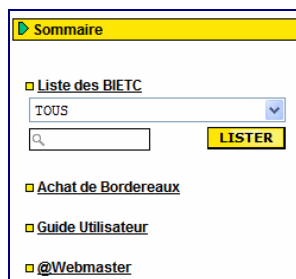 Sommaire
Liste des BIETC
TOUS
LISTER
Achat de Bordereaux
Guide Utilisateur
@Webmaster